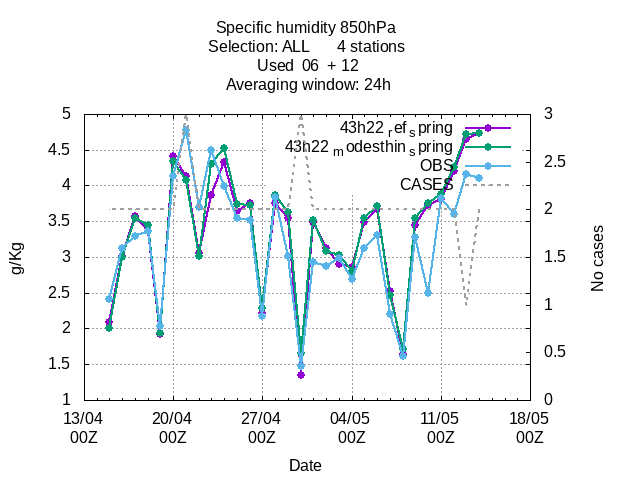 Specific humidity 850hPa
Selection: ALL 4 stations
Used 06 + 12
Averaging window: 24h
5
4.5
4
3.5
3
2.5
2
1.5
1
g/Kg
3
2.5
2
1.5
1
0.5
0
No cases
43h22 refspring
43h22 modesthinspring
OBS
CASES
13/04 20/04 27/04 04/05 11/05 18/05
00Z 00Z 00Z 00Z 00Z 00Z
Date